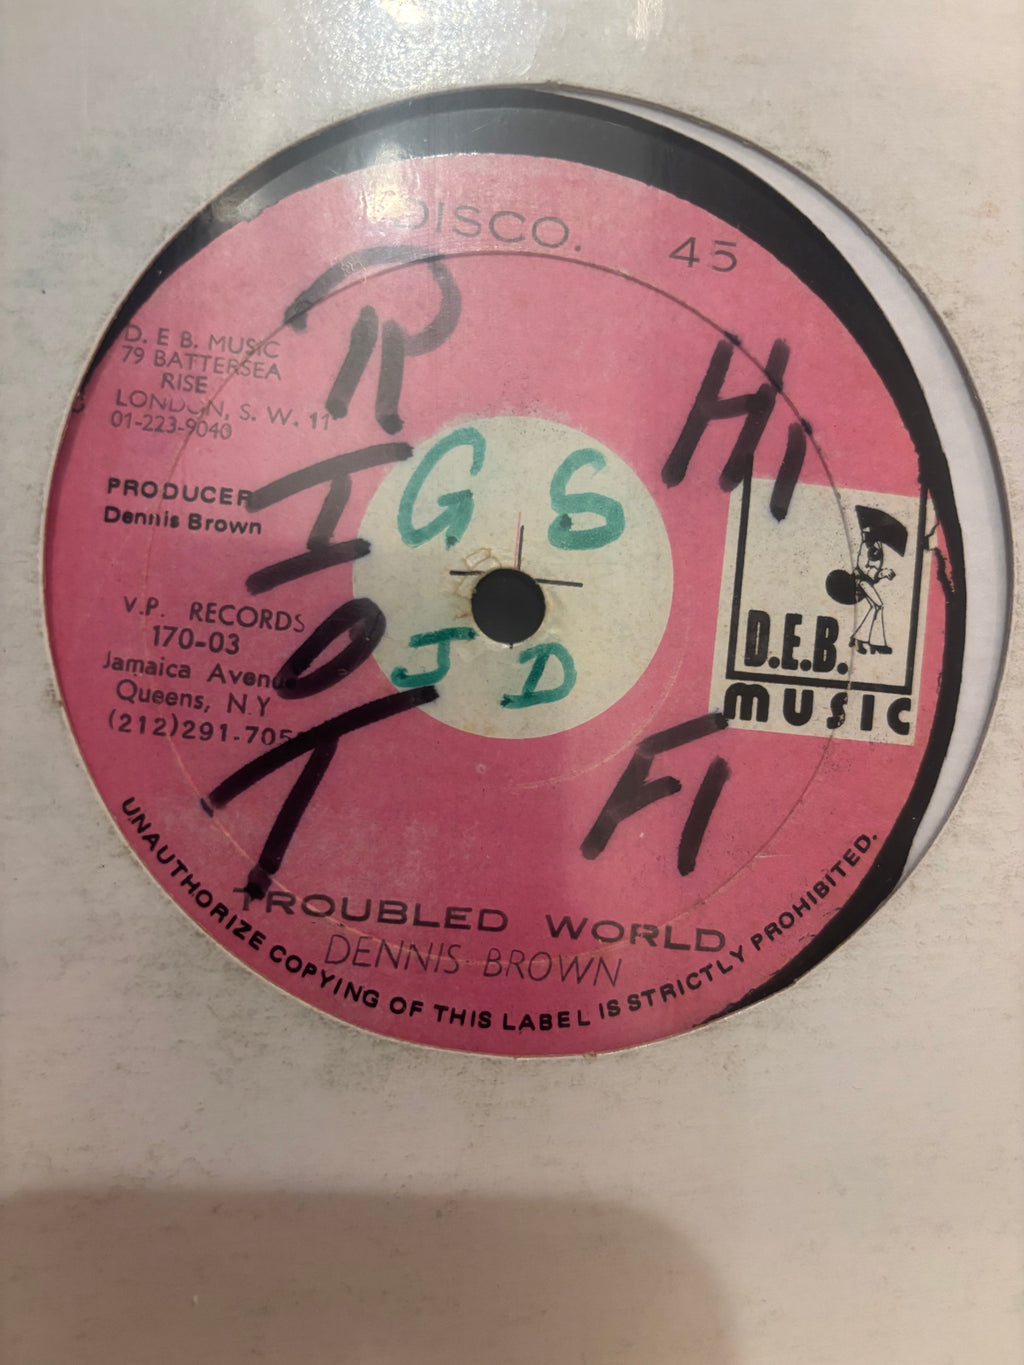 DISCO. 45
D. E B. MUSIC
79 BATTERSEA
RISE
LONDON, S. W. 11
01-223-9040
PRODUCER
Dennis Brown
V.P. RECORDS
170-03
Jamaica Avenue
Queens, N.Y
(212)291-705
RIOT
HI
FI
G S
J D
D.E.B.
MUSIC
TROUBLED WORLD
DENNIS BROWN
UNAUTHORIZE COPYING OF THIS LABEL IS STRICTLY PROHIBITED.